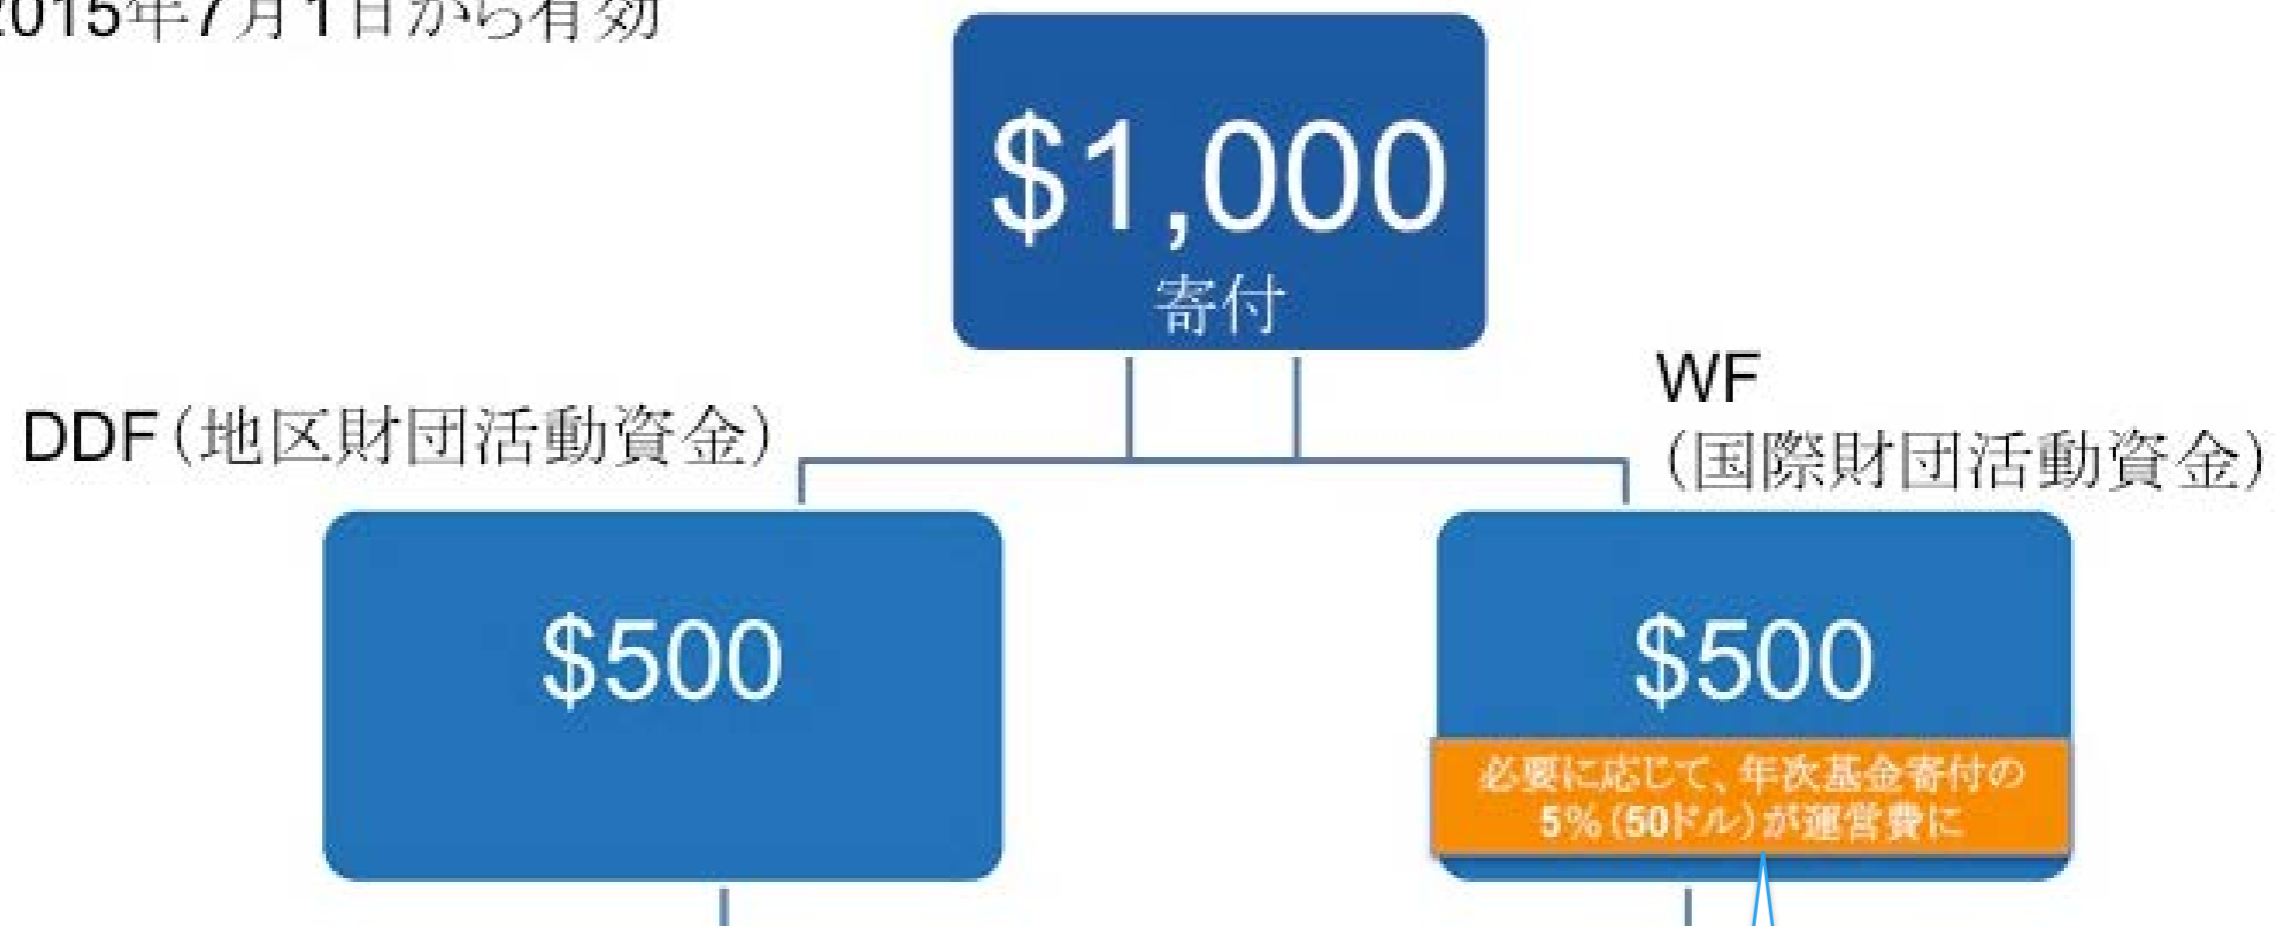 2015年7月1日から有効
$1,000
寄付
DDF(地区財団活動資金)
WF
(国際財団活動資金)
$500
$500
必要に応じて、年次基金寄付の
5%(50ドル)が運営費に